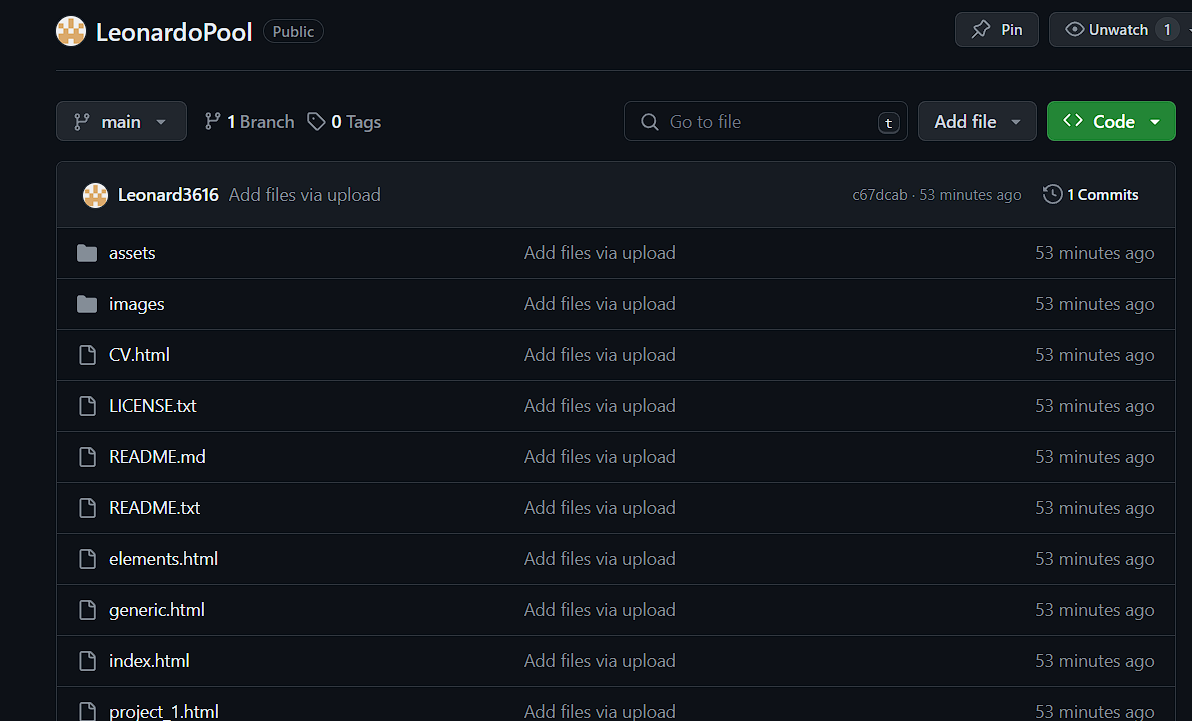 LeonardoPool Public Pin Unwatch 1
main 1 Branch 0 Tags Go to file t Add file Code
Leonard3616 Add files via upload c67dcab · 53 minutes ago 1 Commits
assets Add files via upload 53 minutes ago
images Add files via upload 53 minutes ago
CV.html Add files via upload 53 minutes ago
LICENSE.txt Add files via upload 53 minutes ago
README.md Add files via upload 53 minutes ago
README.txt Add files via upload 53 minutes ago
elements.html Add files via upload 53 minutes ago
generic.html Add files via upload 53 minutes ago
index.html Add files via upload 53 minutes ago
project_1.html Add files via upload 53 minutes ago